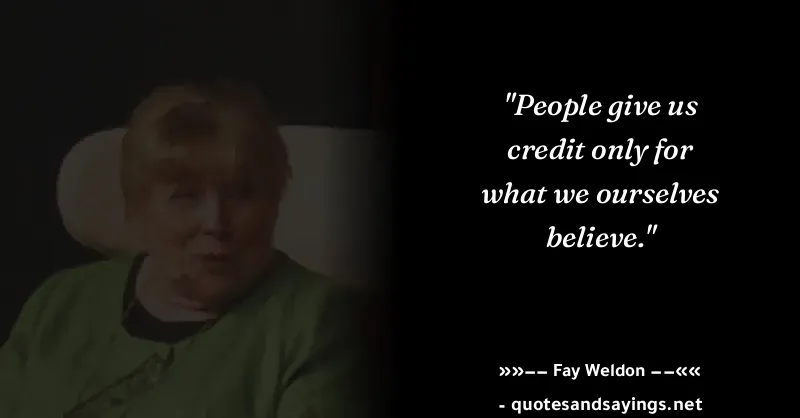 "People give us
credit only for
what we ourselves
believe."
»»−− Fay Weldon −−««
- quotesandsayings.net